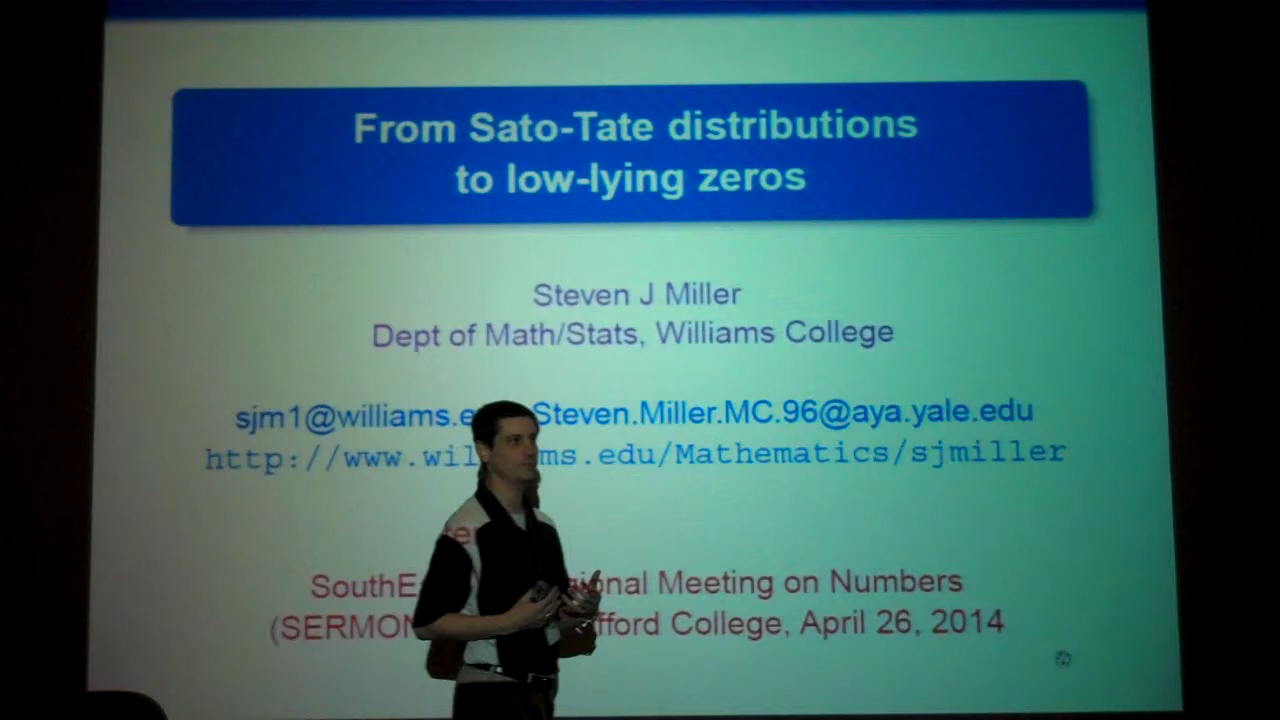 From Sato-Tate distributions
to low-lying zeros
Steven J Miller
Dept of Math/Stats, Williams College
sjm1@williams.e Steven.Miller.MC.96@aya.yale.edu
http://www.wil ms.edu/Mathematics/sjmiller
SouthE ional Meeting on Numbers
(SERMON fford College, April 26, 2014